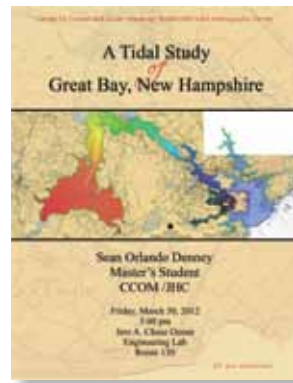 A Tidal Study
of
Great Bay, New Hampshire
Sean Orlando Denney
Master's Student
CCOM /JHC
Friday, March 30, 2012
3:00 pm
Jere A. Chase Ocean
Engineering Lab
Room 130